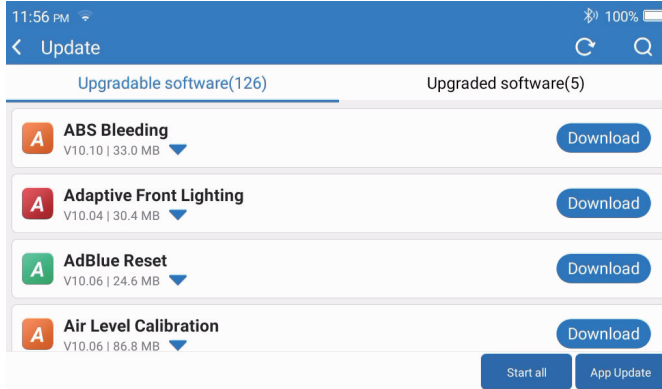 11:56 PM 100%
Update
Upgradable software(126) Upgraded software(5)
A ABS Bleeding Download
V10.10 | 33.0 MB
A Adaptive Front Lighting Download
V10.04 | 30.4 MB
A AdBlue Reset Download
V10.06 | 24.6 MB
A Air Level Calibration Download
V10.06 | 86.8 MB
Start all App Update